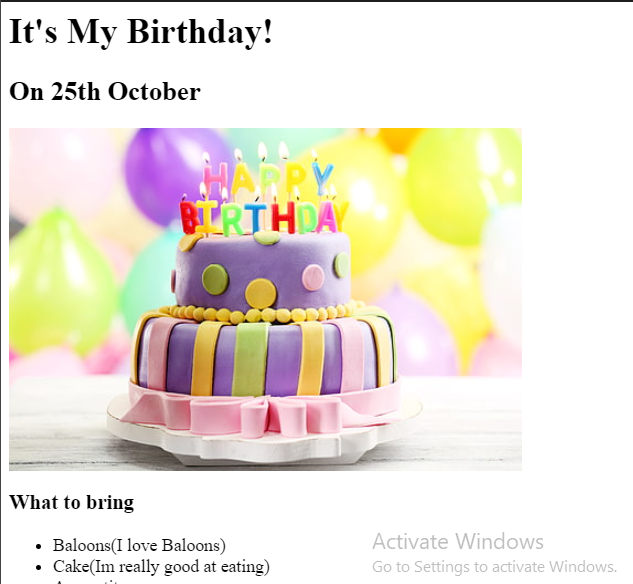 It's My Birthday!
On 25th October
HAPPY
BIRTHDAY
What to bring
Baloons(I love Baloons)
Cake(Im really good at eating)
Activate Windows
Go to Settings to activate Windows.